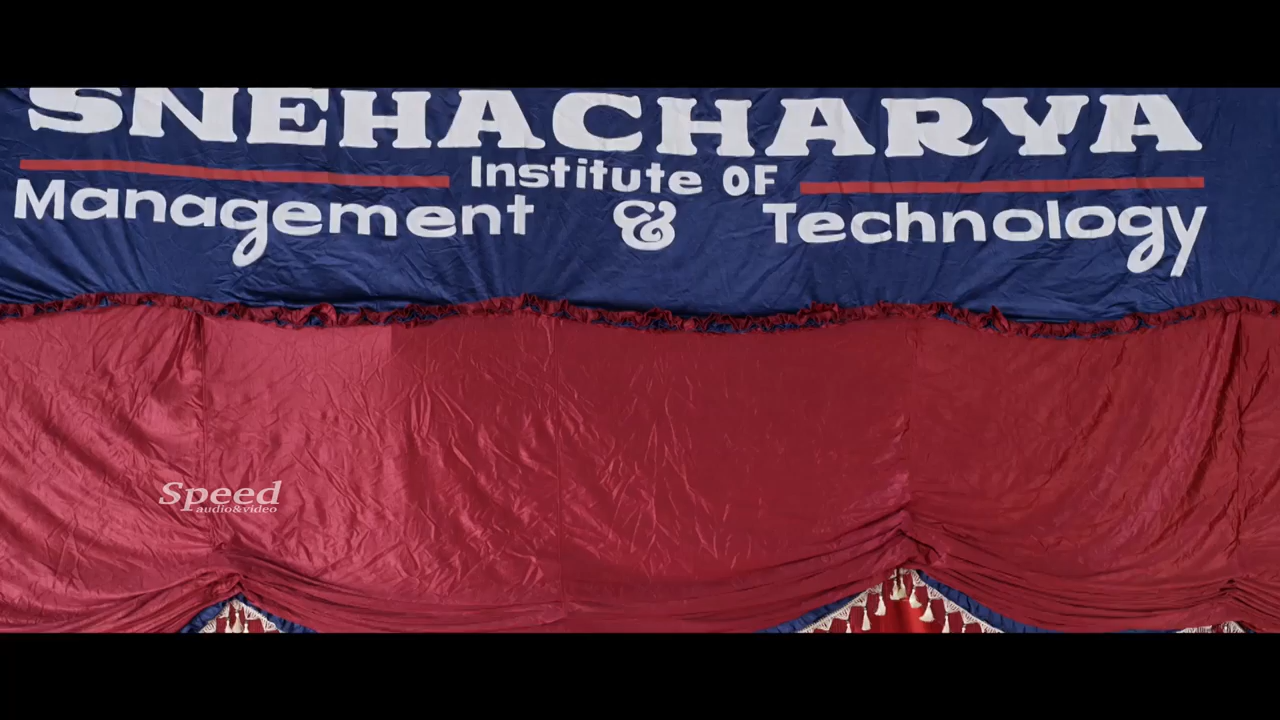 SNEHACHARYA
Institute OF
Management & Technology
Speed
audio&video